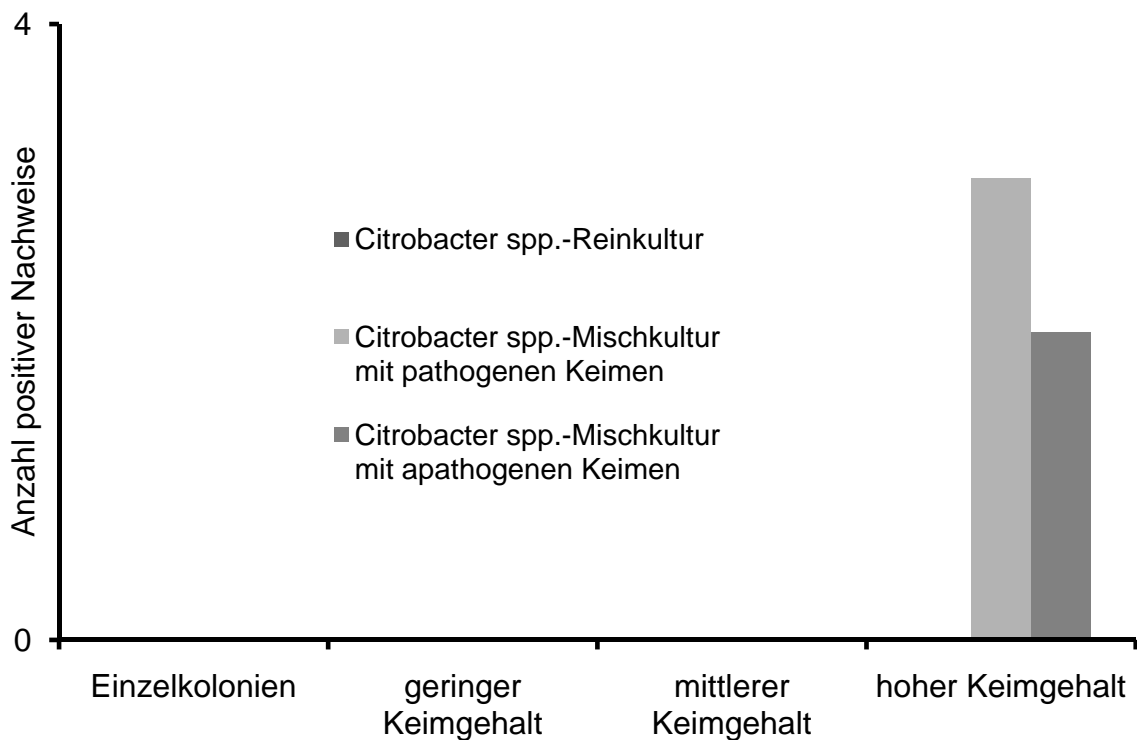 4
Anzahl positiver Nachweise
Citrobacter spp.-Reinkultur
Citrobacter spp.-Mischkultur
mit pathogenen Keimen
Citrobacter spp.-Mischkultur
mit apathogenen Keimen
0
Einzelkolonien
geringer
Keimgehalt
mittlerer
Keimgehalt
hoher Keimgehalt